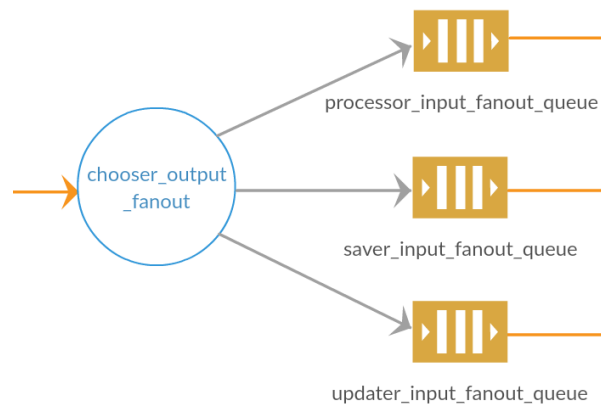 processor_input_fanout_queue
chooser_output
_fanout
saver_input_fanout_queue
updater_input_fanout_queue